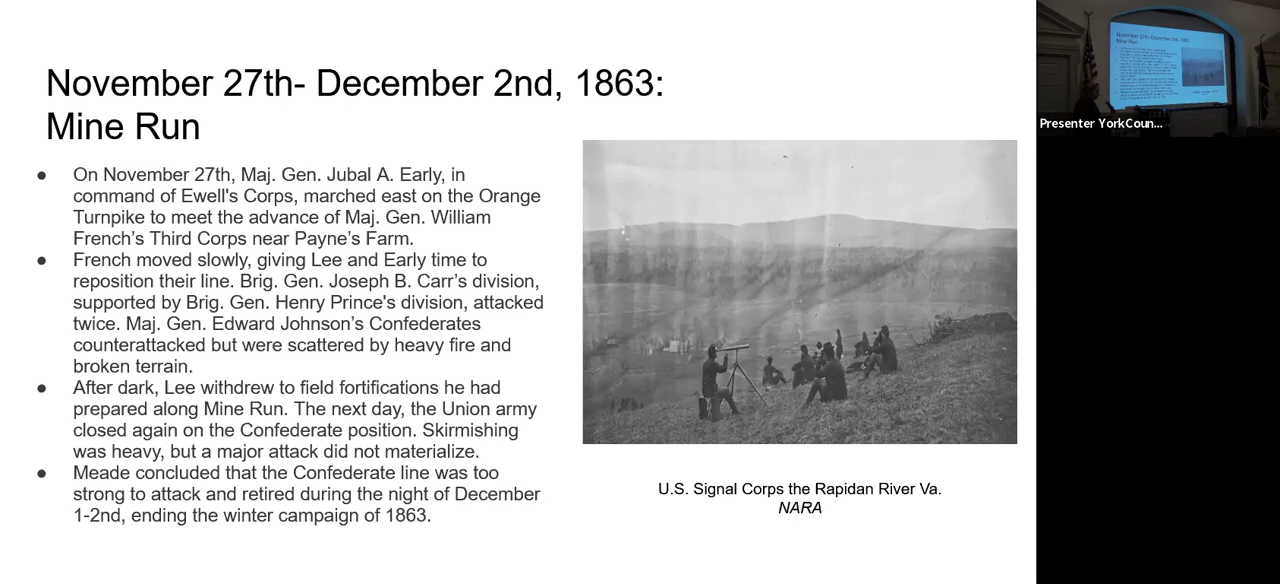 November 27th- December 2nd, 1863:
Mine Run
● On November 27th, Maj. Gen. Jubal A. Early, in
command of Ewell's Corps, marched east on the Orange
Turnpike to meet the advance of Maj. Gen. William
French’s Third Corps near Payne’s Farm.
● French moved slowly, giving Lee and Early time to
reposition their line. Brig. Gen. Joseph B. Carr’s division,
supported by Brig. Gen. Henry Prince's division, attacked
twice. Maj. Gen. Edward Johnson’s Confederates
counterattacked but were scattered by heavy fire and
broken terrain.
● After dark, Lee withdrew to field fortifications he had
prepared along Mine Run. The next day, the Union army
closed again on the Confederate position. Skirmishing
was heavy, but a major attack did not materialize.
● Meade concluded that the Confederate line was too
strong to attack and retired during the night of December
1-2nd, ending the winter campaign of 1863.
U.S. Signal Corps the Rapidan River Va.
NARA
November 27th- December 2nd, 1863:
Mine Run
Presenter YorkCoun...